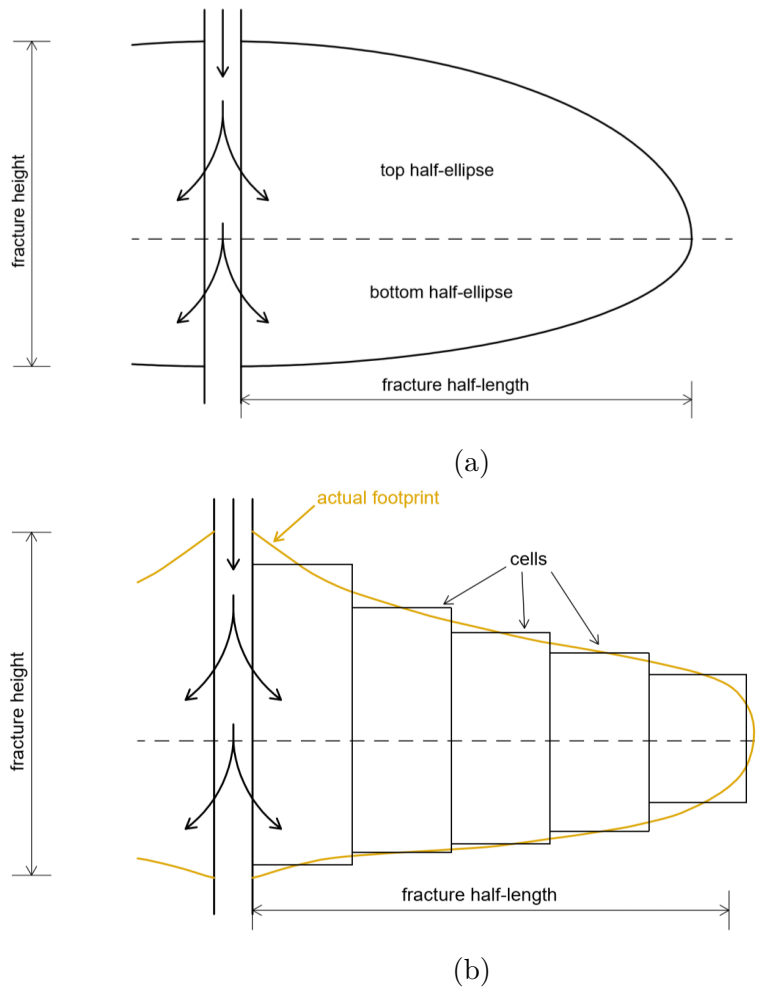 top half-ellipse
fracture height
bottom half-ellipse
fracture half-length
(a)
actual footprint
cells
fracture height
fracture half-length
(b)